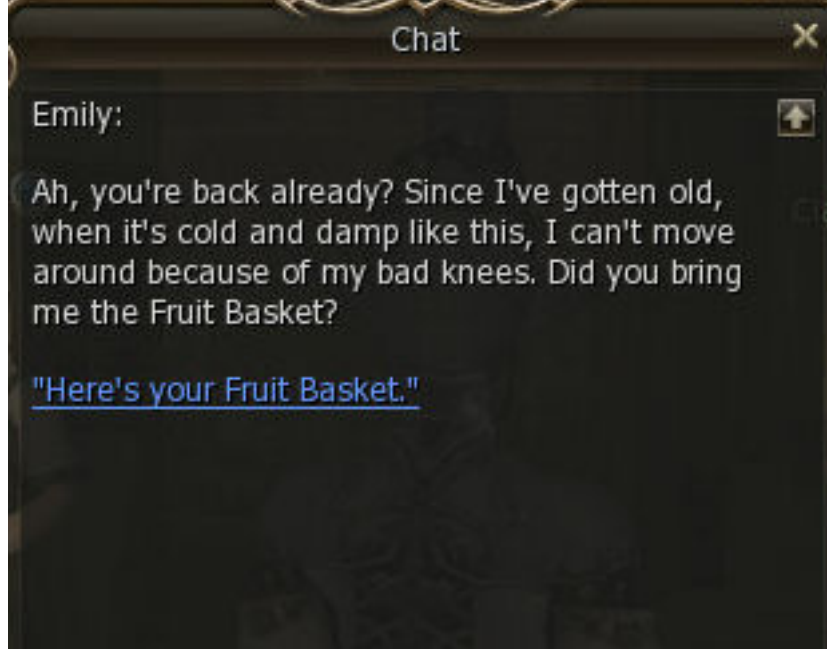 Chat
Emily:
Ah, you're back already? Since I've gotten old,
when it's cold and damp like this, I can't move
around because of my bad knees. Did you bring
me the Fruit Basket?
"Here's your Fruit Basket."